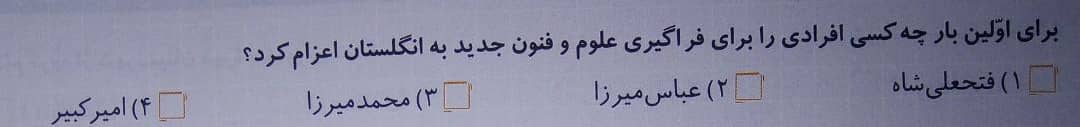 برای اوّلین بار چه کسی افرادی را برای فراگیری علوم و فنون جدید به انگلستان اعزام کرد؟
۱) فتحعلی‌شاه ۲) عباس‌میرزا ۳) محمدمیرزا ۴) امیرکبیر